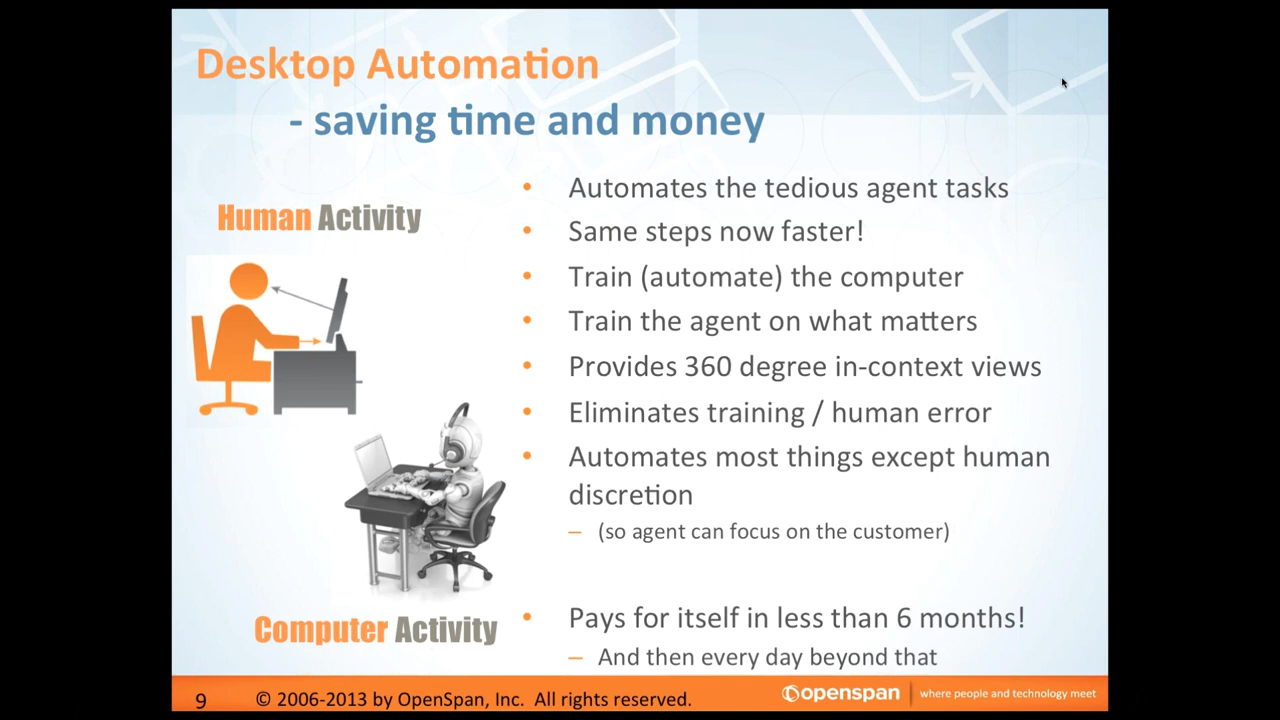 Desktop Automation
- saving time and money
Human Activity
Computer Activity
• Automates the tedious agent tasks
• Same steps now faster!
• Train (automate) the computer
• Train the agent on what matters
• Provides 360 degree in-context views
• Eliminates training / human error
• Automates most things except human
discretion
– (so agent can focus on the customer)
• Pays for itself in less than 6 months!
– And then every day beyond that
9 © 2006-2013 by OpenSpan, Inc. All rights reserved.
openspan where people and technology meet